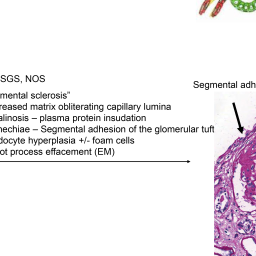 SGS, NOS
Segmental adh
mental sclerosis”
reased matrix obliterating capillary lumina
alinosis – plasma protein insudation
nechiae – Segmental adhesion of the glomerular tuft
docyte hyperplasia +/- foam cells
ot process effacement (EM)